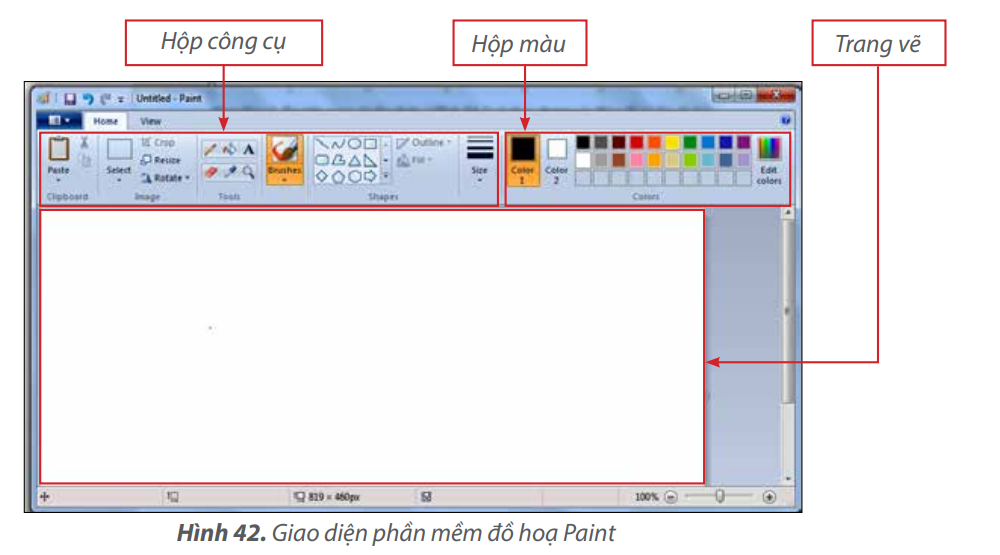 Hộp công cụ
Hộp màu
Trang vẽ
Untitled - Paint
Home View
Paste
Select
Crop
Resize
Rotate
A
Brushes
Outline
Fill
Size
Color 1
Color 2
Edit colors
Clipboard
Image
Tools
Shapes
Colors
819 × 460px
100%
Hình 42. Giao diện phần mềm đồ hoạ Paint